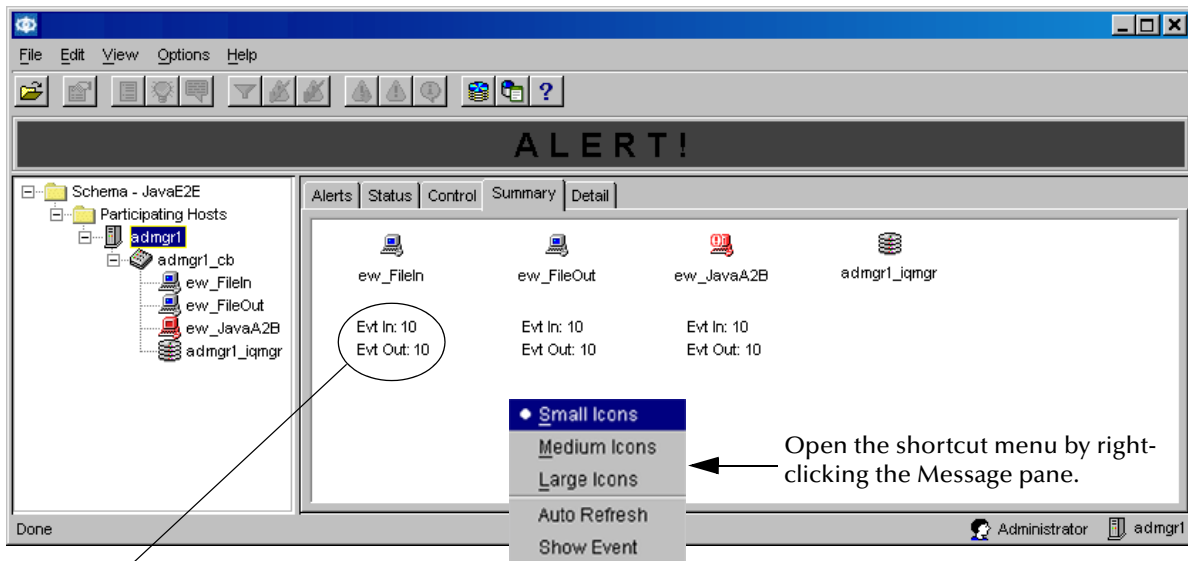 File Edit View Options Help
ALERT!
Schema - JavaE2E
Participating Hosts
admgr1
admgr1_cb
ew_FileIn
ew_FileOut
ew_JavaA2B
admgr1_iqmgr
Alerts Status Control Summary Detail
ew_FileIn ew_FileOut ew_JavaA2B admgr1_iqmgr
Evt In: 10 Evt In: 10 Evt In: 10
Evt Out: 10 Evt Out: 10 Evt Out: 10
Small Icons
Medium Icons
Large Icons
Auto Refresh
Show Event
Open the shortcut menu by right-
clicking the Message pane.
Done Administrator admgr1